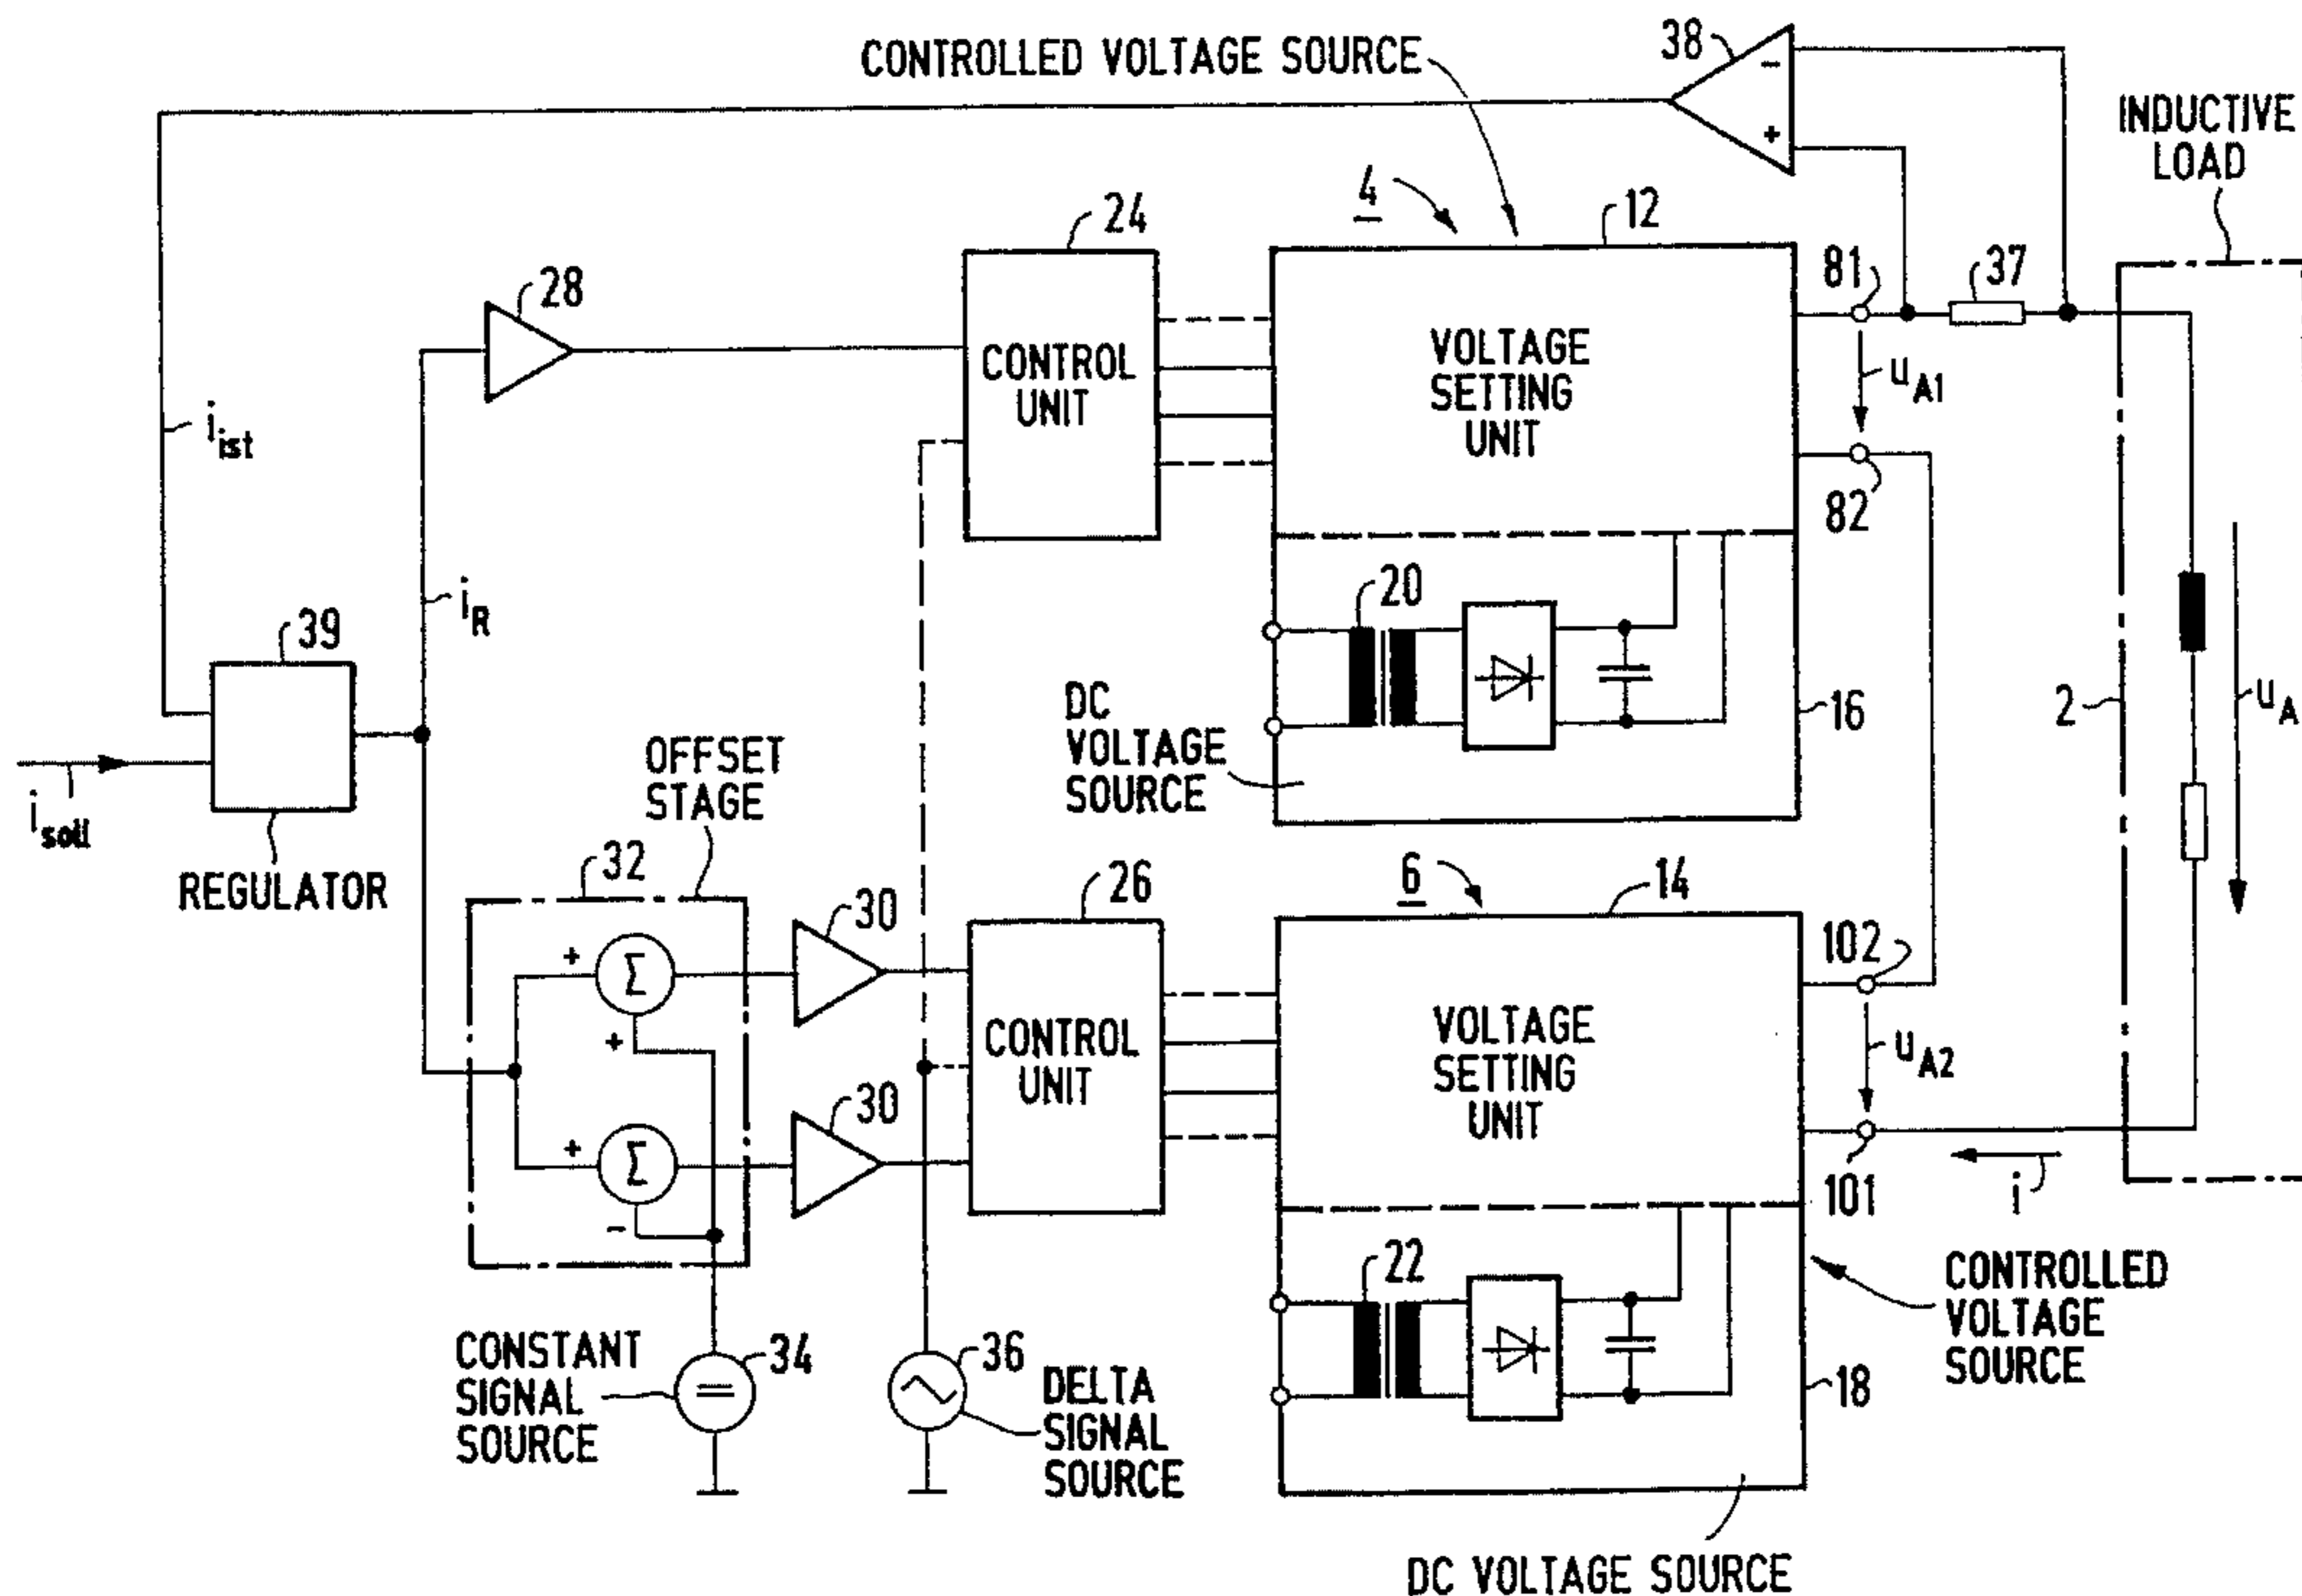 CONTROLLED VOLTAGE SOURCE
38
−
+
INDUCTIVE
LOAD
4
12
24
28
81
37
CONTROL
UNIT
VOLTAGE
SETTING
UNIT
u_A1
82
i_ist
i_R
39
20
DC
VOLTAGE
SOURCE
16
2
u_A
i_soll
REGULATOR
OFFSET
STAGE
32
30
26
6
14
102
+
Σ
+
CONTROL
UNIT
VOLTAGE
SETTING
UNIT
u_A2
30
+
Σ
−
101
i
22
CONTROLLED
VOLTAGE
SOURCE
CONSTANT
SIGNAL
SOURCE
34
=
36
DELTA
SIGNAL
SOURCE
18
DC VOLTAGE SOURCE